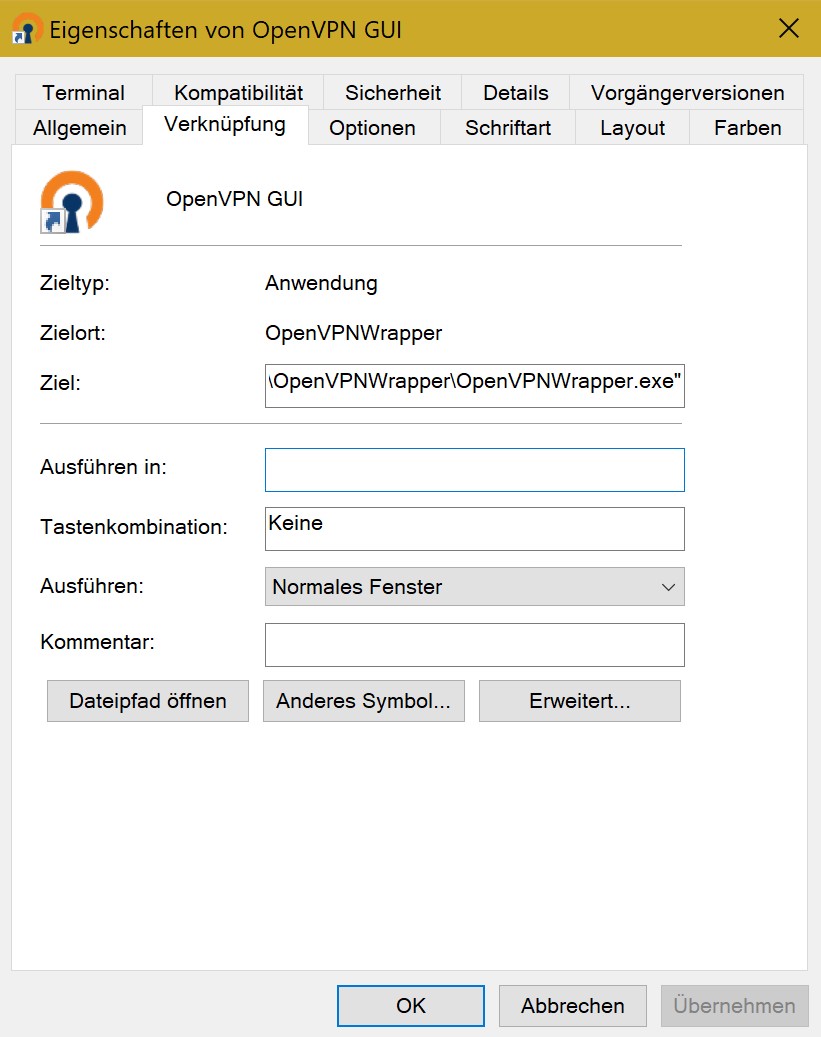 Eigenschaften von OpenVPN GUI
Terminal Kompatibilität Sicherheit Details Vorgängerversionen
Allgemein Verknüpfung Optionen Schriftart Layout Farben
OpenVPN GUI
Zieltyp: Anwendung
Zielort: OpenVPNWrapper
Ziel: \OpenVPNWrapper\OpenVPNWrapper.exe"
Ausführen in:
Tastenkombination: Keine
Ausführen: Normales Fenster
Kommentar:
Dateipfad öffnen Anderes Symbol... Erweitert...
OK Abbrechen Übernehmen